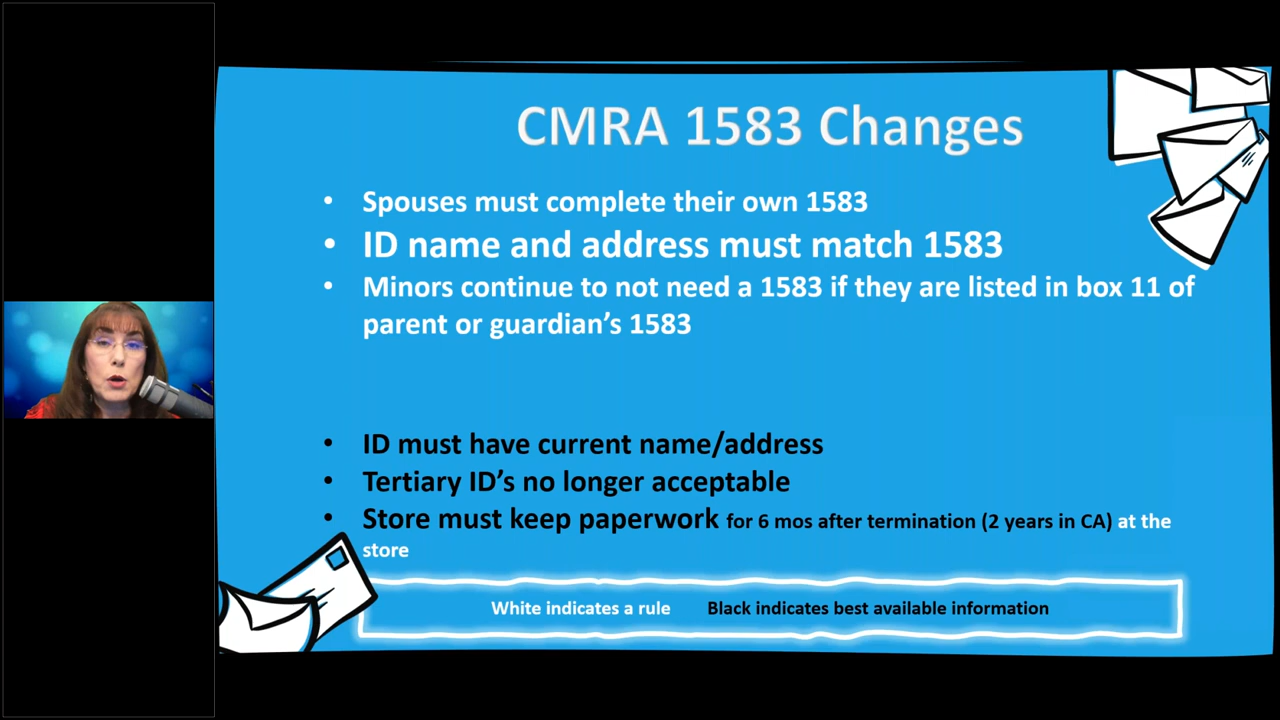 CMRA 1583 Changes
• Spouses must complete their own 1583
• ID name and address must match 1583
• Minors continue to not need a 1583 if they are listed in box 11 of
parent or guardian’s 1583
• ID must have current name/address
• Tertiary ID’s no longer acceptable
• Store must keep paperwork for 6 mos after termination (2 years in CA) at the
store
White indicates a rule Black indicates best available information